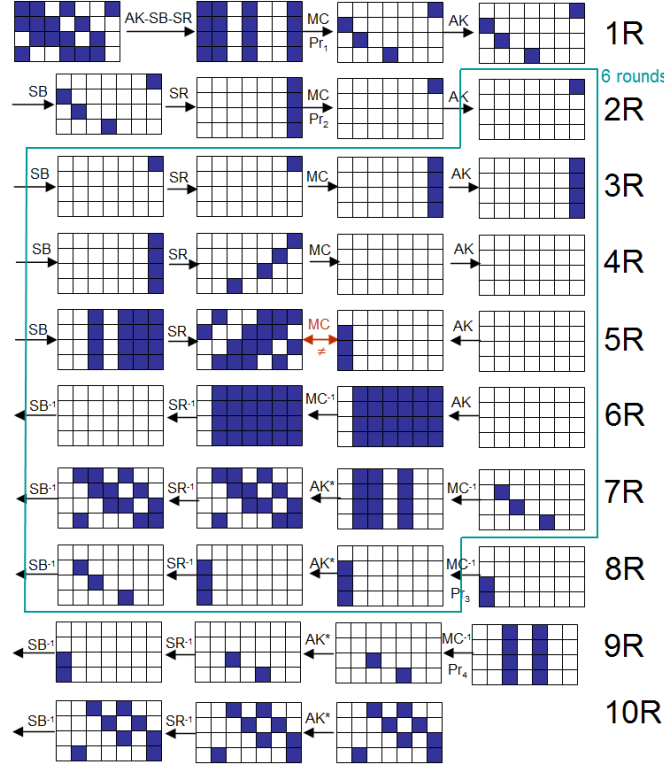 AK-SB-SR MC Pr1 AK 1R
6 rounds
SB SR MC Pr2 AK 2R
SB SR MC AK 3R
SB SR MC AK 4R
SB SR MC ≠ AK 5R
SB-1 SR-1 MC-1 AK 6R
SB-1 SR-1 AK* MC-1 7R
SB-1 SR-1 AK* MC-1 Pr3 8R
SB-1 SR-1 AK* MC-1 Pr4 9R
SB-1 SR-1 AK* 10R